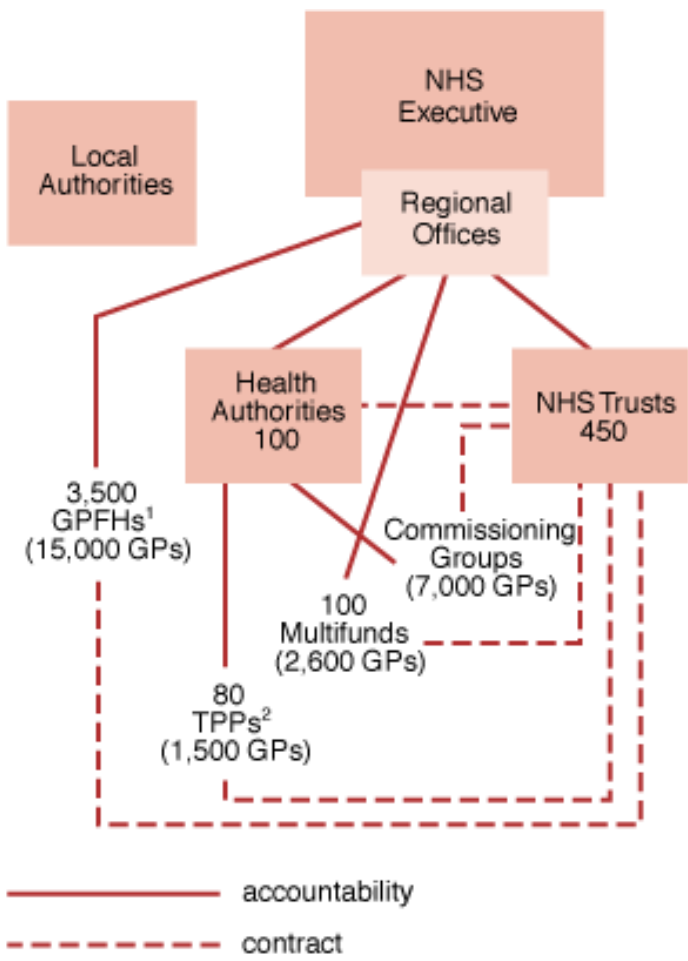 NHS
Executive
Local
Authorities
Regional
Offices
Health
Authorities
100
NHS Trusts
450
3,500
GPFHs¹
(15,000 GPs)
Commissioning
Groups
(7,000 GPs)
100
Multifunds
(2,600 GPs)
80
TPPs²
(1,500 GPs)
accountability
contract